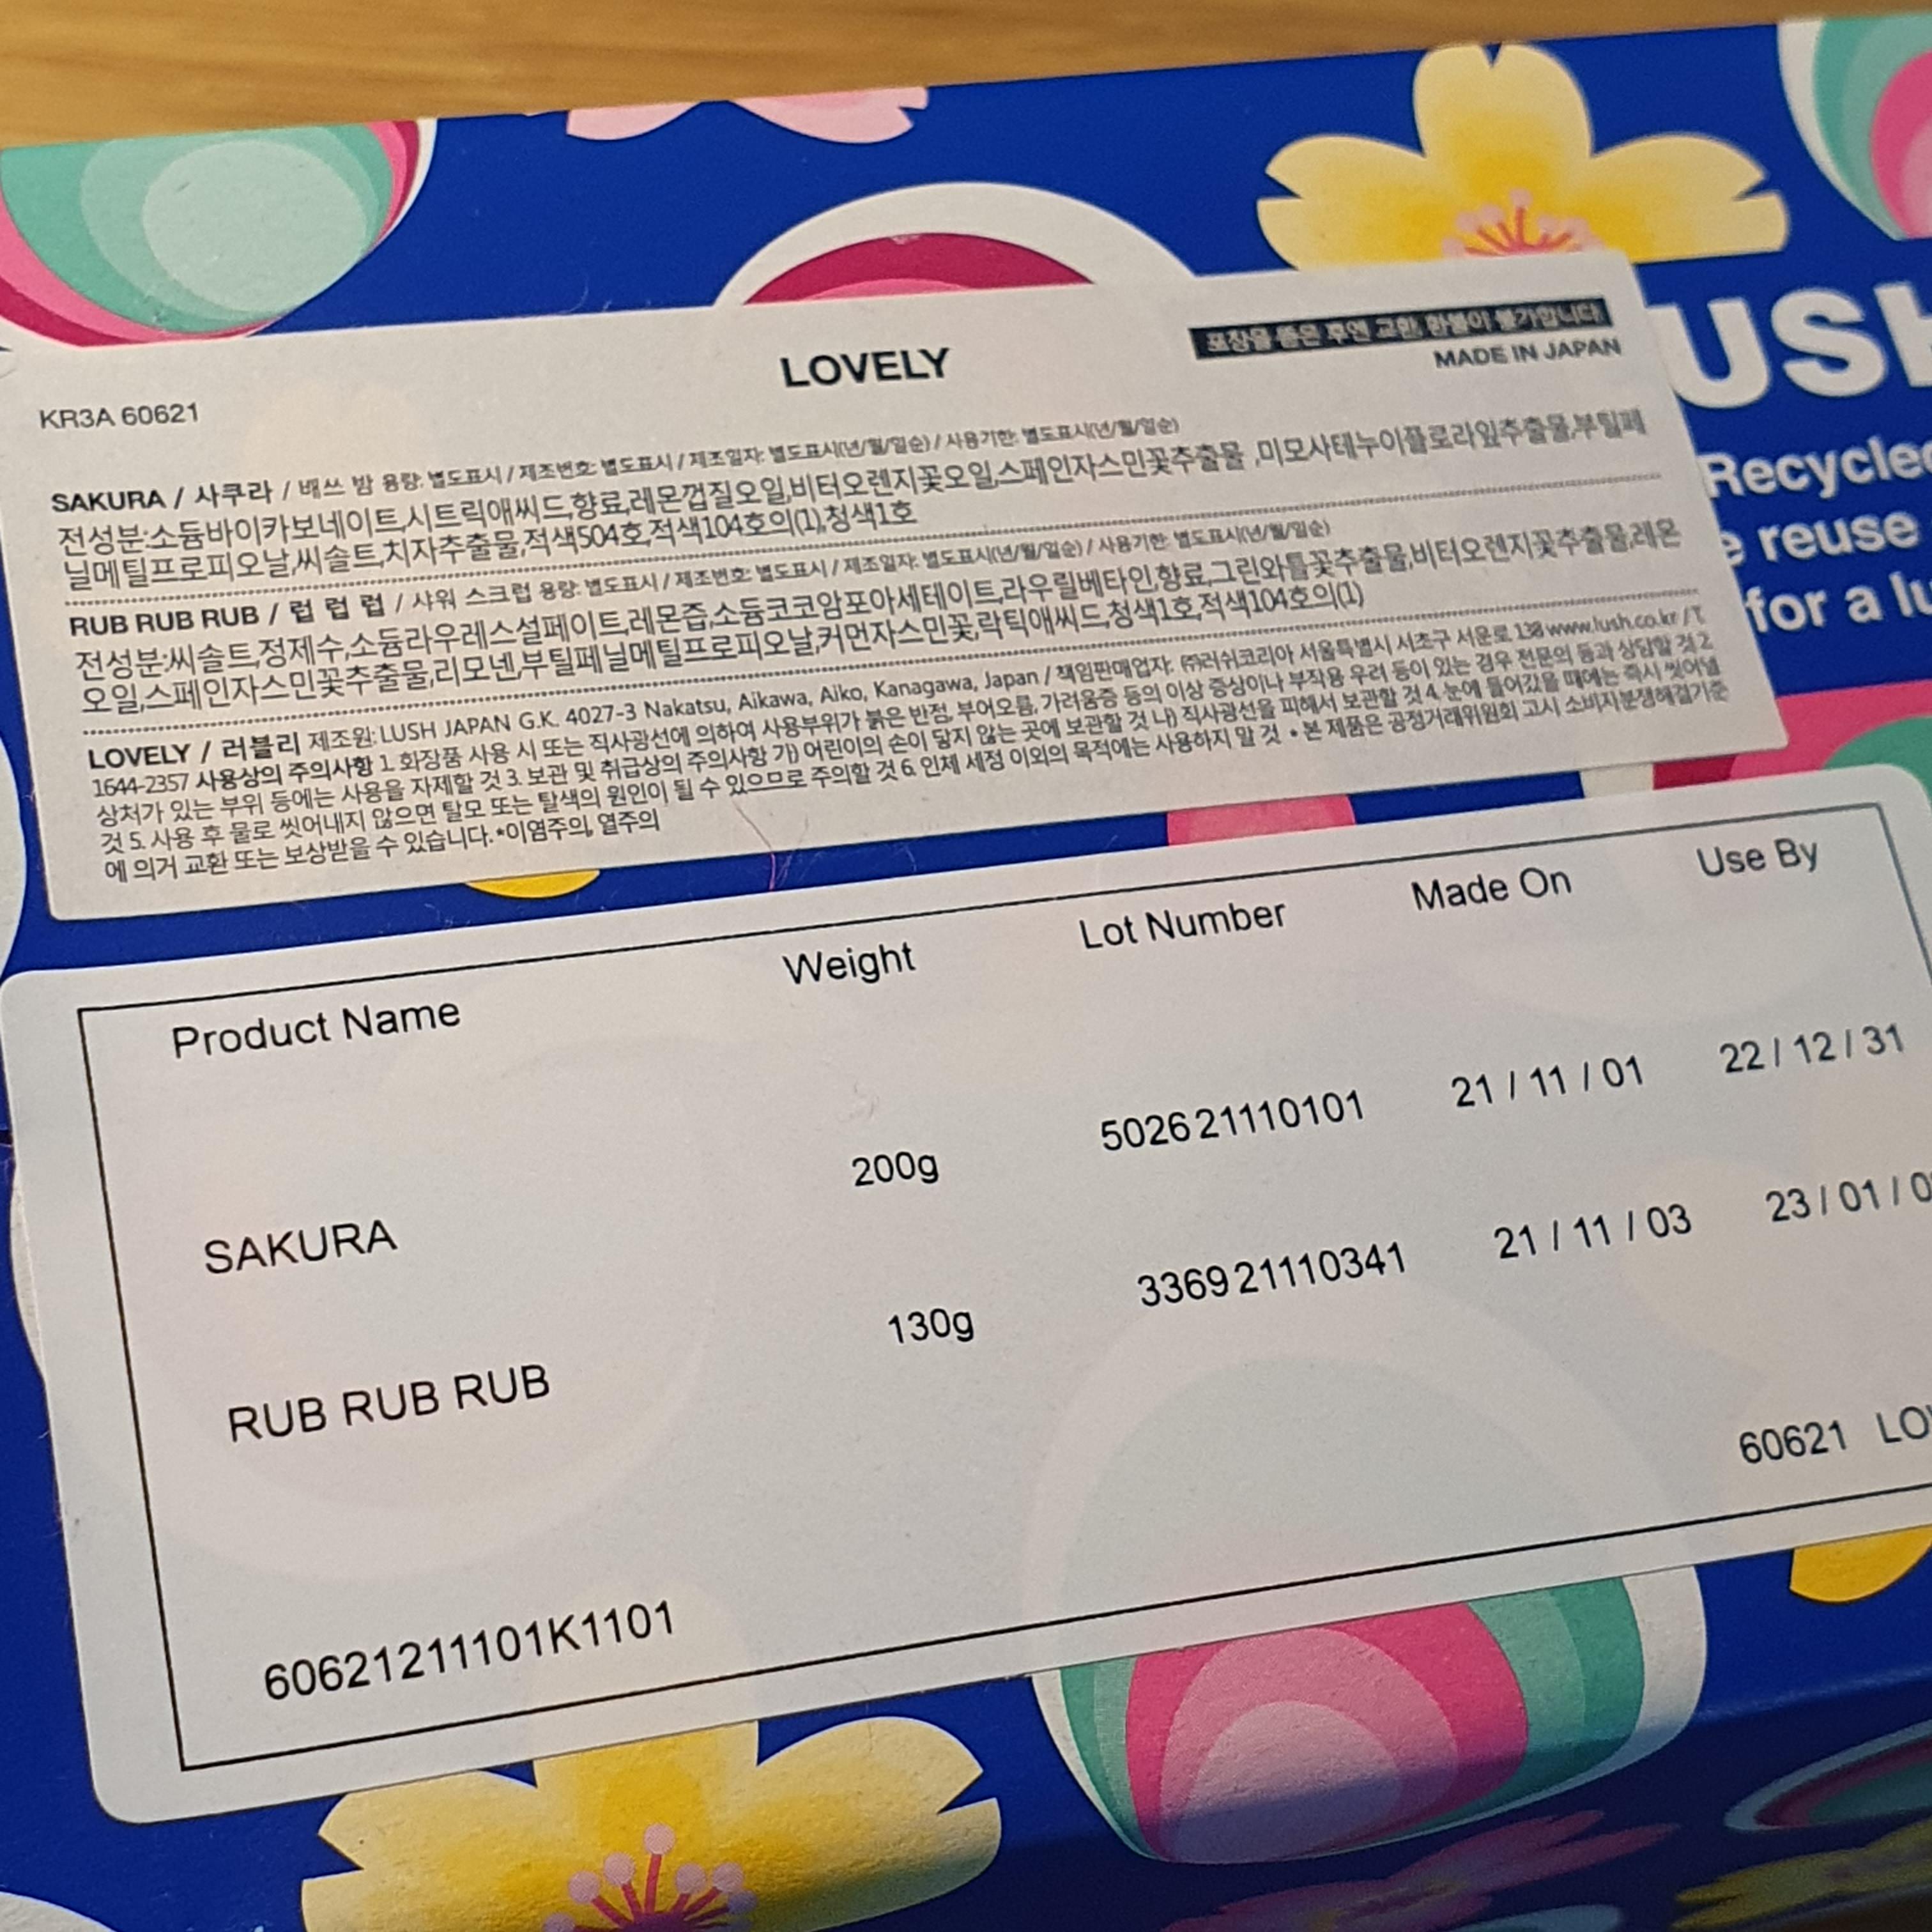 LOVELY
포장을 뜯은 후엔 교환, 환불이 불가합니다
MADE IN JAPAN
KR3A 60621
SAKURA / 사쿠라 / 배쓰 밤 용량: 별도표시 / 제조번호: 별도표시 / 제조일자: 별도표시(년/월/일순) / 사용기한: 별도표시(년/월/일순)
전성분:소듐바이카보네이트,시트릭애씨드,향료,레몬껍질오일,비터오렌지꽃오일,스페인자스민꽃추출물 ,미모사테누이플로라잎추출물,부틸페
닐메틸프로피오날,씨솔트,치자추출물,적색504호,적색104호의(1),청색1호
RUB RUB RUB / 럽 럽 럽 / 샤워 스크럽 용량: 별도표시 / 제조번호: 별도표시 / 제조일자: 별도표시(년/월/일순) / 사용기한: 별도표시(년/월/일순)
전성분:씨솔트,정제수,소듐라우레스설페이트,레몬즙,소듐코코암포아세테이트,라우릴베타인,향료,그린와틀꽃추출물,비터오렌지꽃추출물,레몬
오일,스페인자스민꽃추출물,리모넨,부틸페닐메틸프로피오날,커먼자스민꽃,락틱애씨드,청색1호,적색104호의(1)
LOVELY / 러블리 제조원: LUSH JAPAN G.K. 4027-3 Nakatsu, Aikawa, Aiko, Kanagawa, Japan / 책임판매업자: ㈜러쉬코리아 서울특별시 서초구 서운로 138 www.lush.co.kr / T.
1644-2357 사용상의 주의사항 1. 화장품 사용 시 또는 직사광선에 의하여 사용부위가 붉은 반점, 부어오름, 가려움증 등의 이상 증상이나 부작용 우려 등이 있는 경우 전문의 등과 상담할 것 2.
상처가 있는 부위 등에는 사용을 자제할 것 3. 보관 및 취급상의 주의사항 가) 어린이의 손이 닿지 않는 곳에 보관할 것 나) 직사광선을 피해서 보관할 것 4. 눈에 들어갔을 때에는 즉시 씻어낼
것 5. 사용 후 물로 씻어내지 않으면 탈모 또는 탈색의 원인이 될 수 있으므로 주의할 것 6. 인체 세정 이외의 목적에는 사용하지 말 것 • 본 제품은 공정거래위원회 고시 소비자분쟁해결기준
에 의거 교환 또는 보상받을 수 있습니다. *이염주의, 열주의
USH
Recycled
e reuse
for a lu
Product Name Weight Lot Number Made On Use By
SAKURA 200g 502621110101 21 / 11 / 01 22 / 12 / 31
RUB RUB RUB 130g 336921110341 21 / 11 / 03 23 / 01 / 0
60621 LO
60621211101K1101